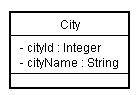 City
- cityId : Integer
- cityName : String